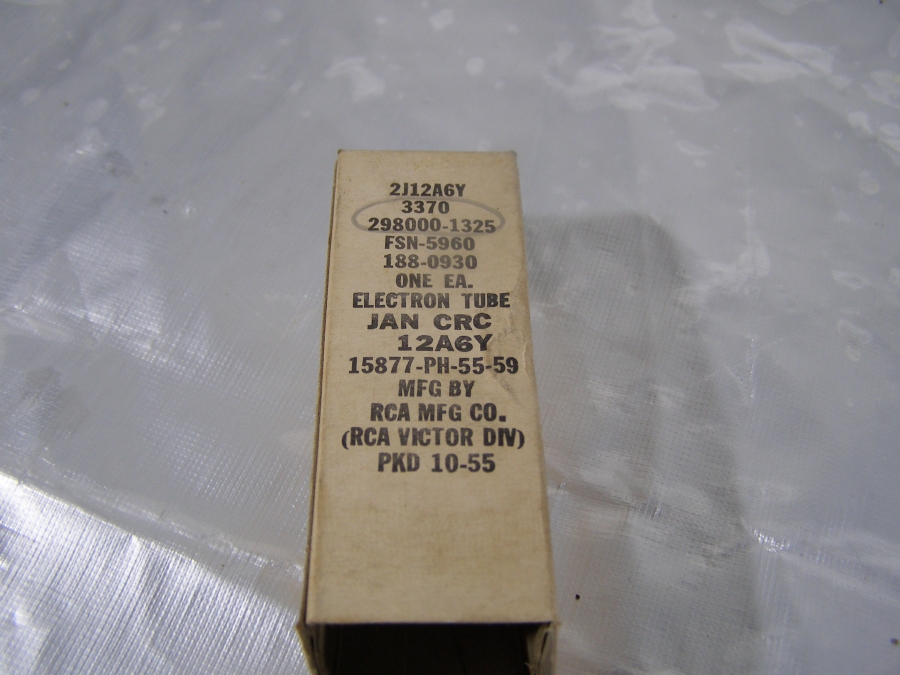 2J12A6Y
3370
298000-1325
FSN-5960
188-0930
ONE EA.
ELECTRON TUBE
JAN CRC
12A6Y
15877-PH-55-59
MFG BY
RCA MFG CO.
(RCA VICTOR DIV)
PKD 10-55